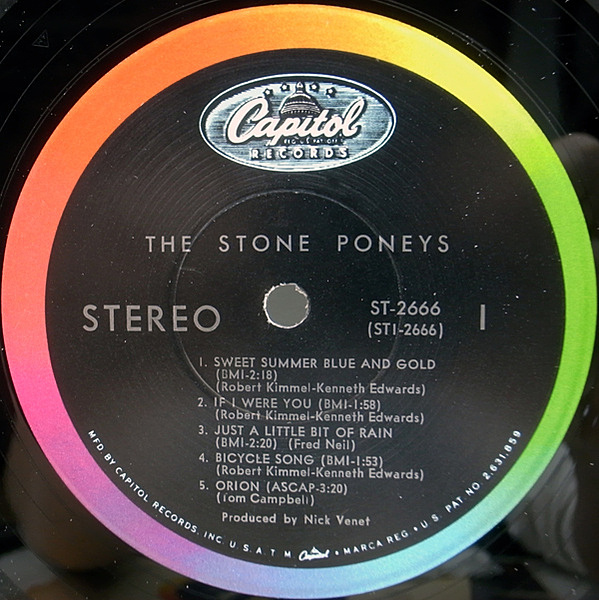 Capitol
REG. U.S. PAT. OFF.
RECORDS
THE STONE PONEYS
STEREO
ST-2666
(ST1-2666)
1
1. SWEET SUMMER BLUE AND GOLD
(BMI-2:18)
(Robert Kimmel-Kenneth Edwards)
2. IF I WERE YOU (BMI-1:58)
(Robert Kimmel-Kenneth Edwards)
3. JUST A LITTLE BIT OF RAIN
(BMI-2:20) (Fred Neil)
4. BICYCLE SONG (BMI-1:53)
(Robert Kimmel-Kenneth Edwards)
5. ORION (ASCAP-3:20)
(Tom Campbell)
Produced by Nick Venet
MFD. BY CAPITOL RECORDS, INC. U.S.A. T.M. Capitol • MARCA REG. • U.S. PAT. NO. 2,631,859